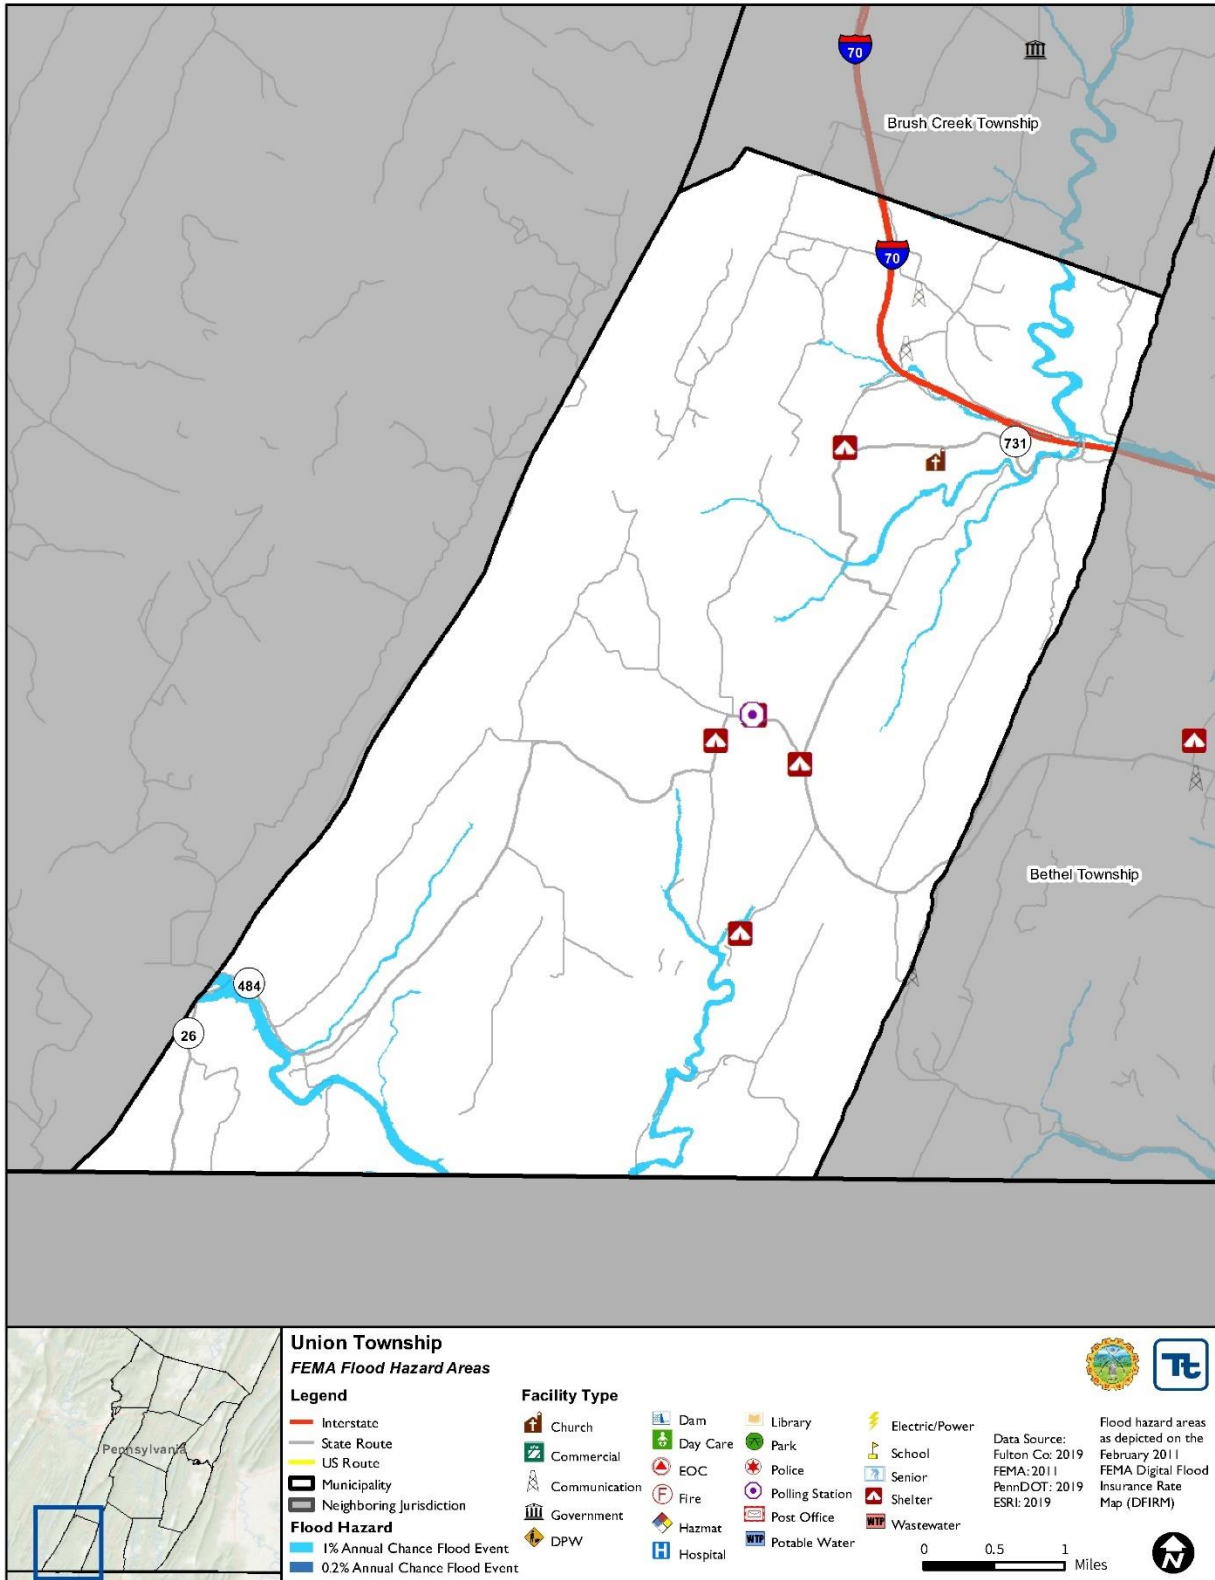 70
Brush Creek Township
70
731
Bethel Township
484
26
Pennsylvania
Union Township
FEMA Flood Hazard Areas
Legend
Interstate
State Route
US Route
Municipality
Neighboring Jurisdiction
Flood Hazard
1% Annual Chance Flood Event
0.2% Annual Chance Flood Event
Facility Type
Church
Commercial
Communication
Government
DPW
Dam
Day Care
EOC
F Fire
Hazmat
H Hospital
Library
Park
Police
Polling Station
Post Office
WTP Potable Water
Electric/Power
School
Senior
Shelter
WTP Wastewater
Data Source:
Fulton Co: 2019
FEMA: 2011
PennDOT: 2019
ESRI: 2019
Flood hazard areas
as depicted on the
February 2011
FEMA Digital Flood
Insurance Rate
Map (DFIRM)
Tt
0 0.5 1
Miles
N